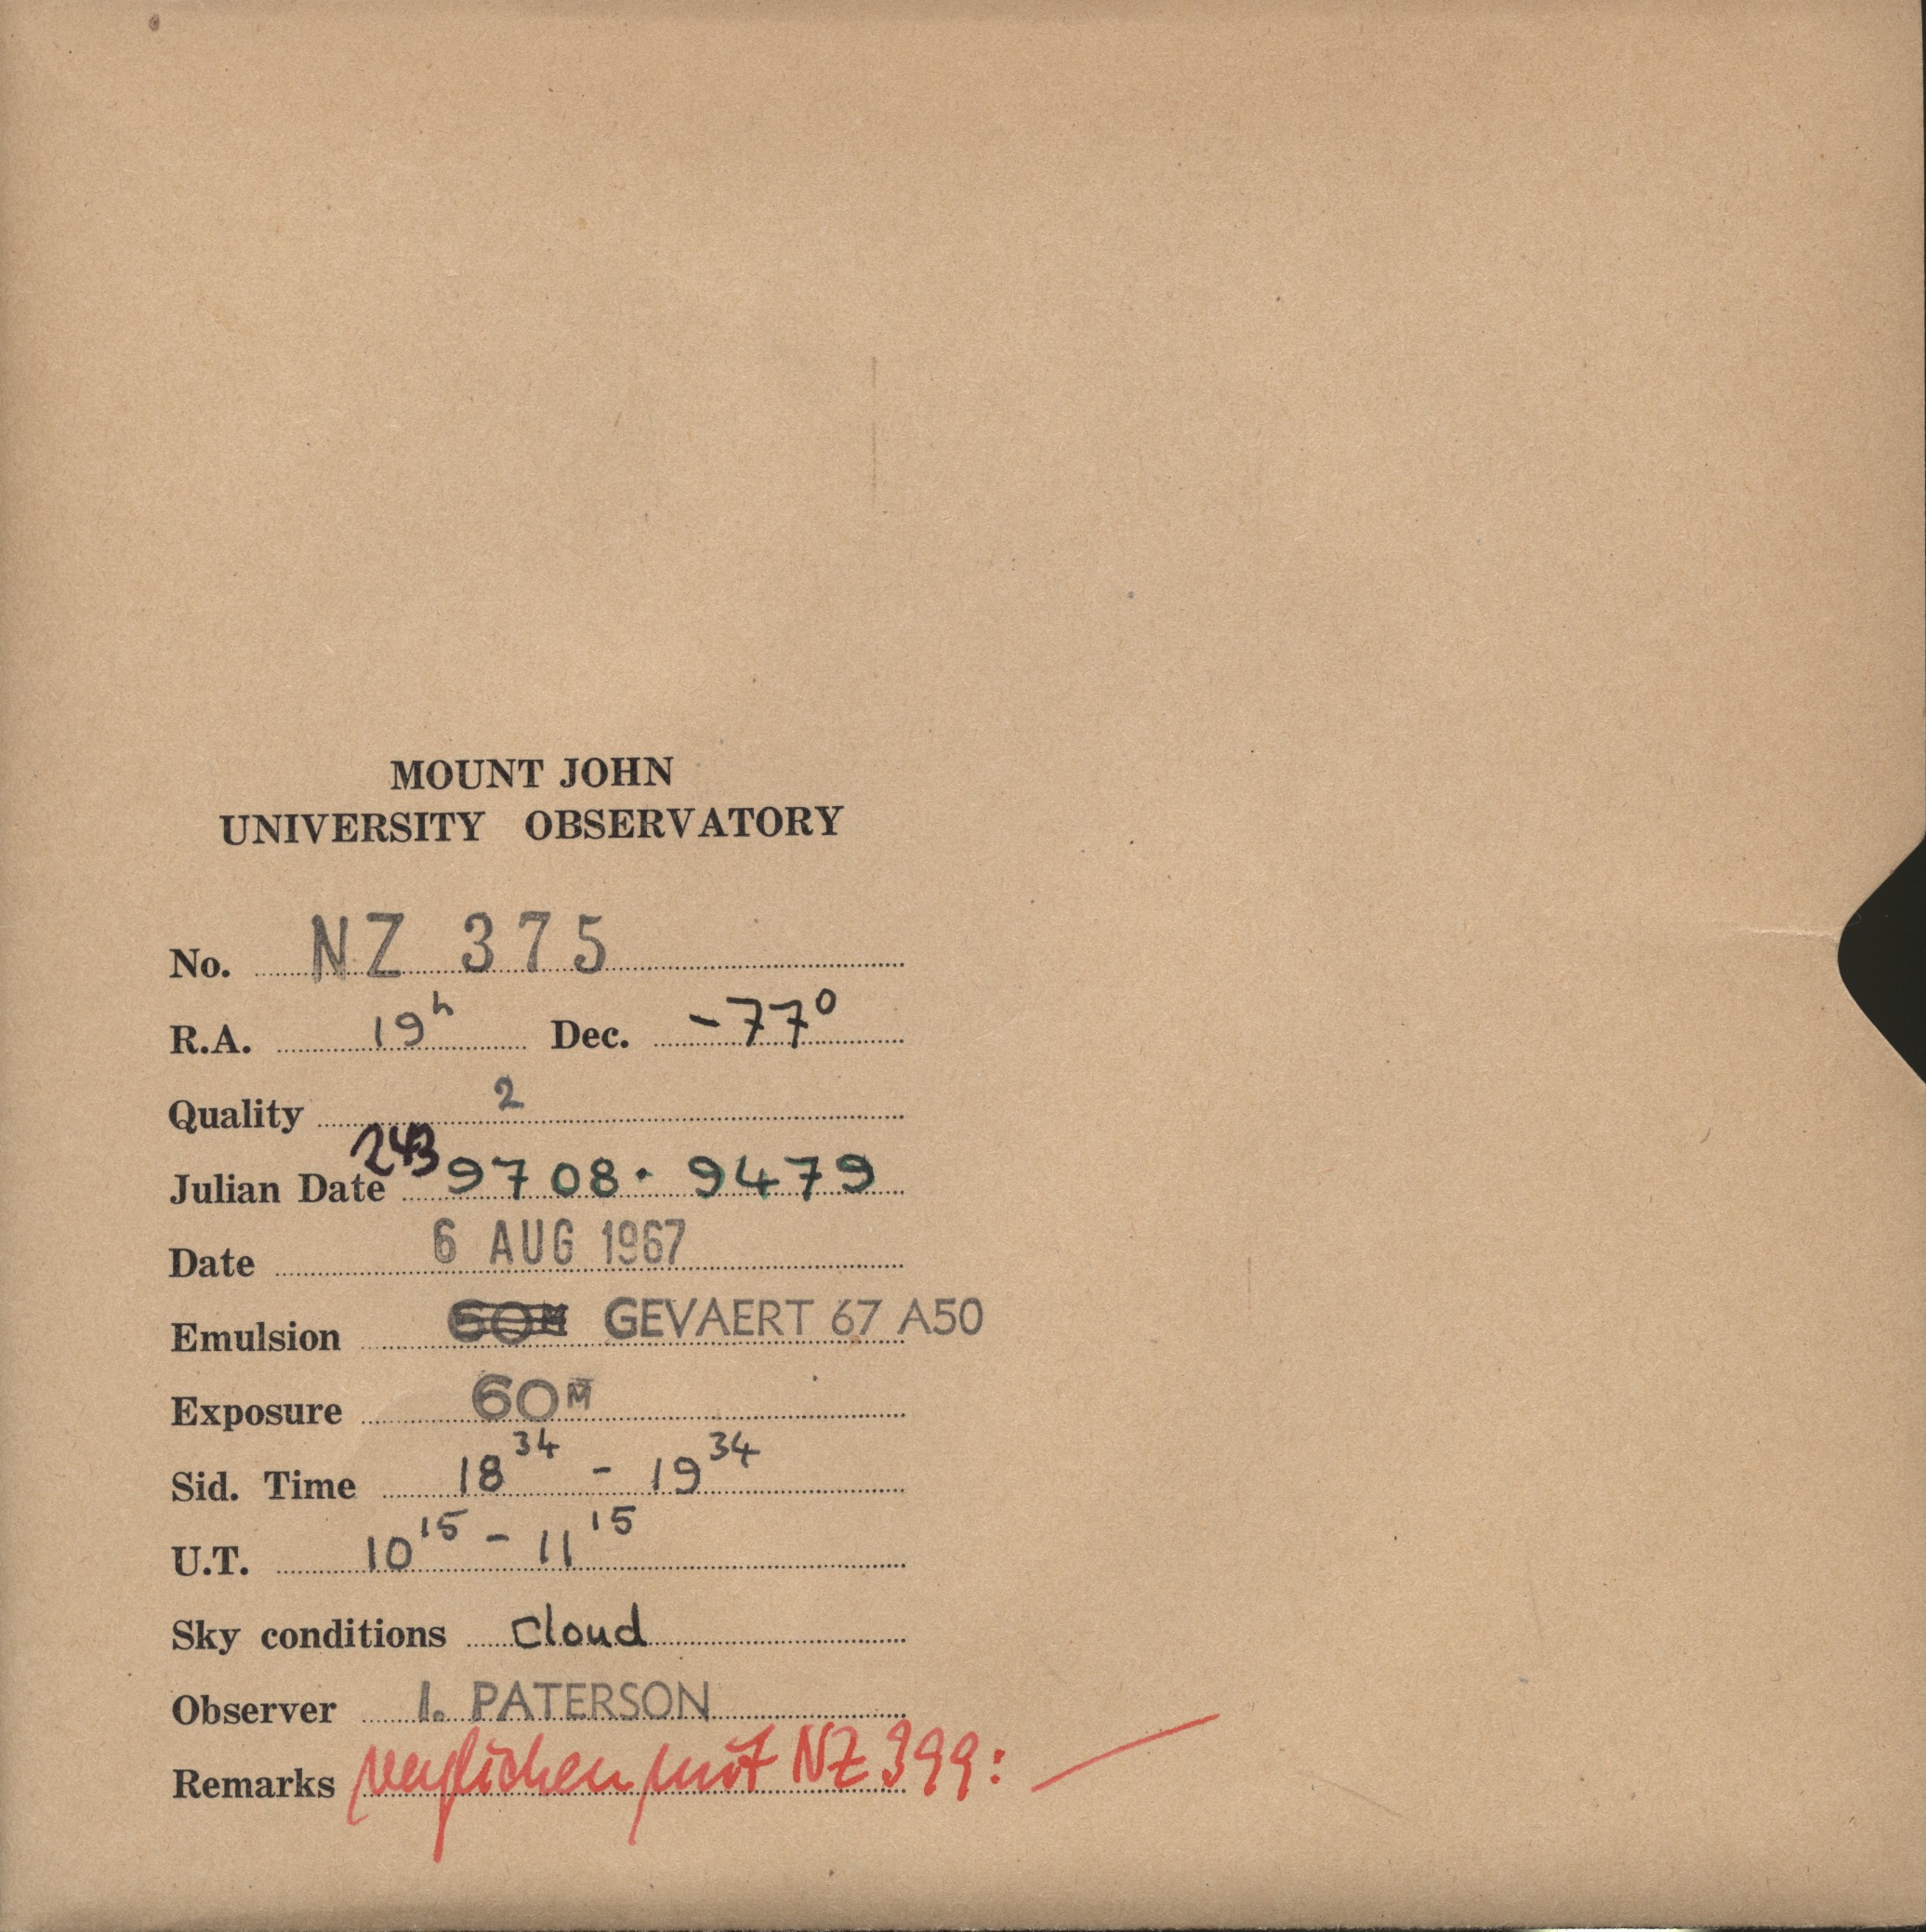 MOUNT JOHN
UNIVERSITY OBSERVATORY
No. NZ 375
R.A. 19h Dec. -77°
Quality 2
Julian Date 2439708.9479
Date 6 AUG 1967
Emulsion 60M GEVAERT 67 A50
Exposure 60M
Sid. Time 18 34 - 19 34
U.T. 10 15 - 11 15
Sky conditions cloud
Observer I. PATERSON
Remarks verglichen mit NZ 399: —